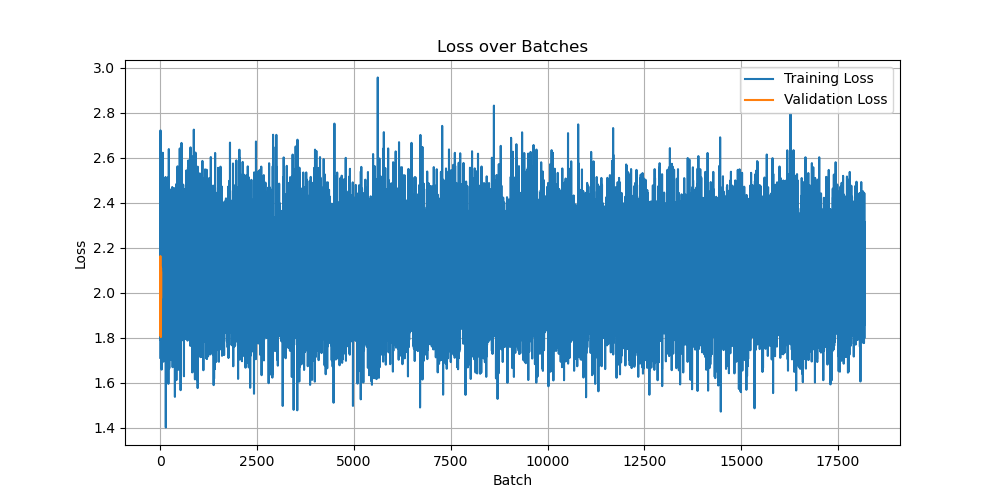 Loss over Batches
Training Loss
Validation Loss
3.0
2.8
2.6
2.4
2.2
2.0
1.8
1.6
1.4
Loss
0 2500 5000 7500 10000 12500 15000 17500
Batch